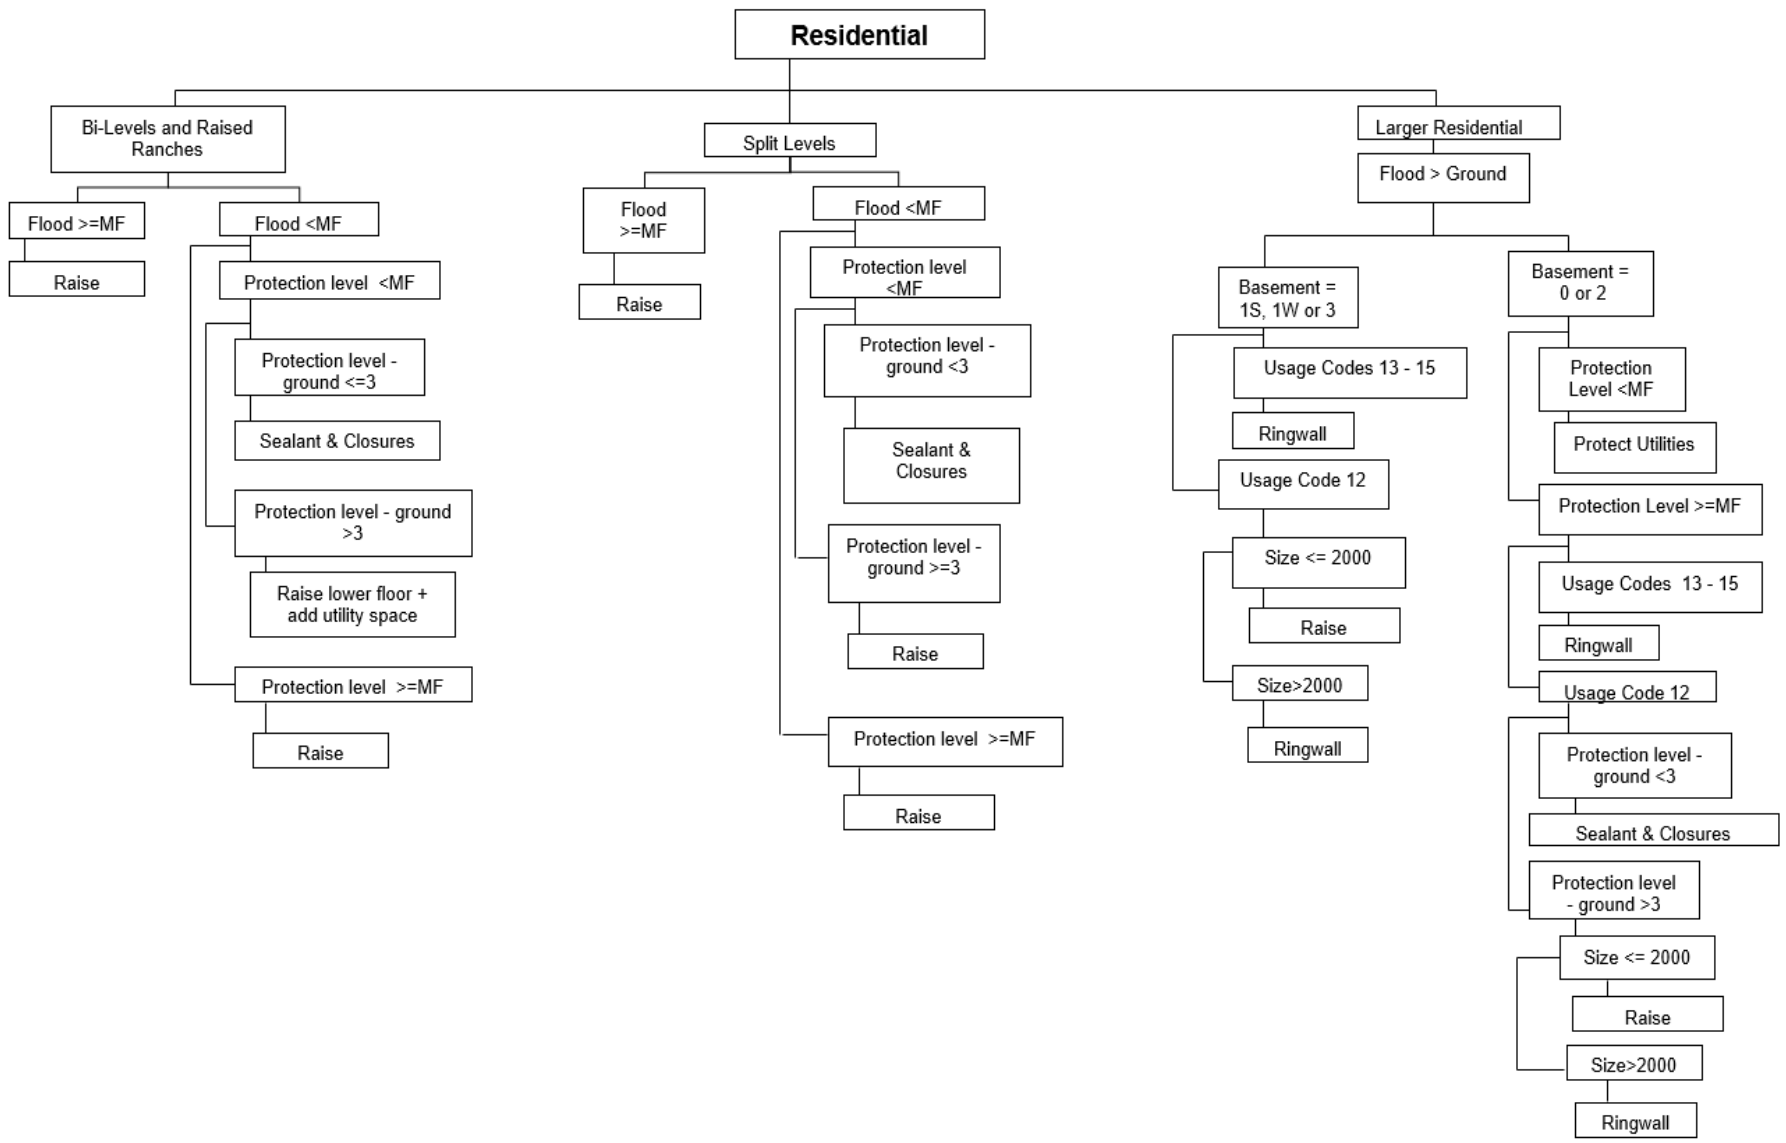 Residential
Bi-Levels and Raised
Ranches
Flood >=MF
Raise
Flood <MF
Protection level  <MF
Protection level -
ground <=3
Sealant & Closures
Protection level - ground
>3
Raise lower floor +
add utility space
Protection level  >=MF
Raise
Split Levels
Flood
>=MF
Raise
Flood <MF
Protection level
<MF
Protection level -
ground <3
Sealant &
Closures
Protection level -
ground >=3
Raise
Protection level  >=MF
Raise
Larger Residential
Flood > Ground
Basement =
1S, 1W or 3
Usage Codes 13 - 15
Ringwall
Usage Code 12
Size <= 2000
Raise
Size>2000
Ringwall
Basement =
0 or 2
Protection
Level <MF
Protect Utilities
Protection Level >=MF
Usage Codes  13 - 15
Ringwall
Usage Code 12
Protection level -
ground <3
Sealant & Closures
Protection level
- ground >3
Size <= 2000
Raise
Size>2000
Ringwall